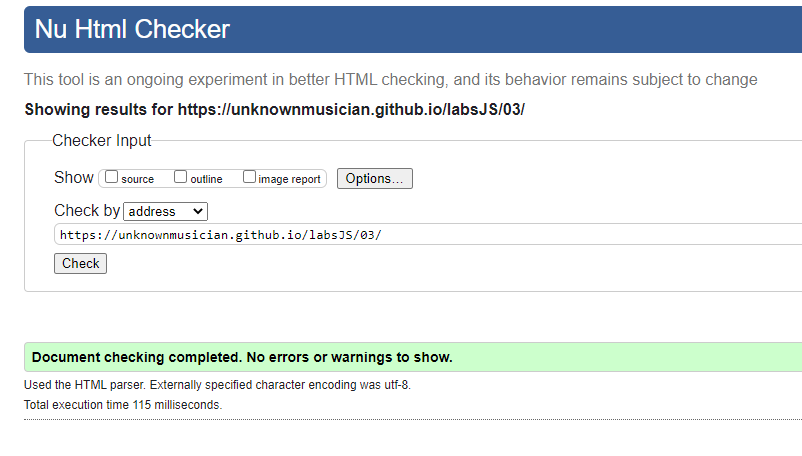 Nu Html Checker
This tool is an ongoing experiment in better HTML checking, and its behavior remains subject to change
Showing results for https://unknownmusician.github.io/labsJS/03/
Checker Input
Show source outline image report Options...
Check by address
https://unknownmusician.github.io/labsJS/03/
Check
Document checking completed. No errors or warnings to show.
Used the HTML parser. Externally specified character encoding was utf-8.
Total execution time 115 milliseconds.